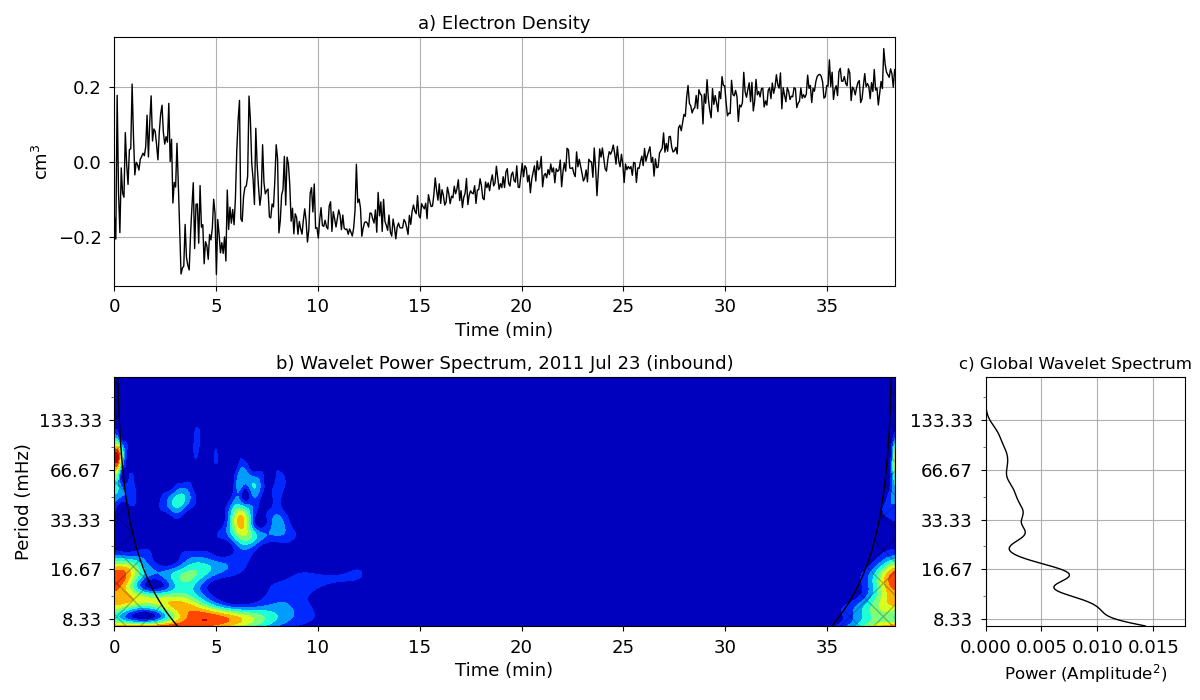 a) Electron Density
cm³
0.2
0.0
−0.2
0 5 10 15 20 25 30 35
Time (min)
b) Wavelet Power Spectrum, 2011 Jul 23 (inbound)
Period (mHz)
133.33
66.67
33.33
16.67
8.33
0 5 10 15 20 25 30 35
Time (min)
c) Global Wavelet Spectrum
133.33
66.67
33.33
16.67
8.33
0.000 0.005 0.010 0.015
Power (Amplitude²)